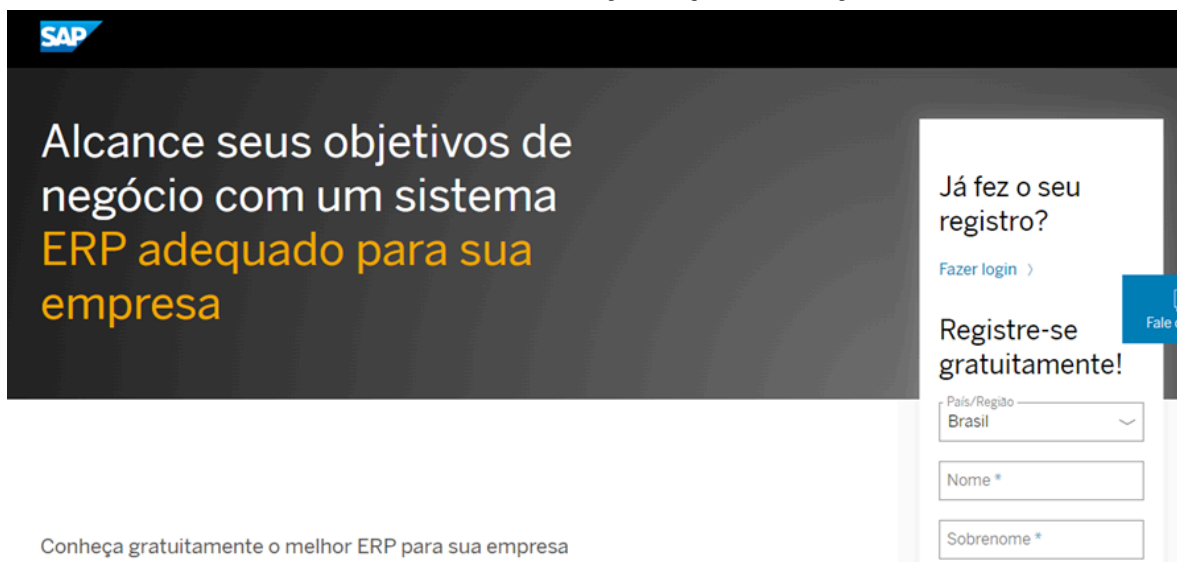 SAP
Alcance seus objetivos de
negócio com um sistema
ERP adequado para sua
empresa
Conheça gratuitamente o melhor ERP para sua empresa
Já fez o seu
registro?
Fazer login
Fale
Registre-se
gratuitamente!
País/Região
Brasil
Nome *
Sobrenome *